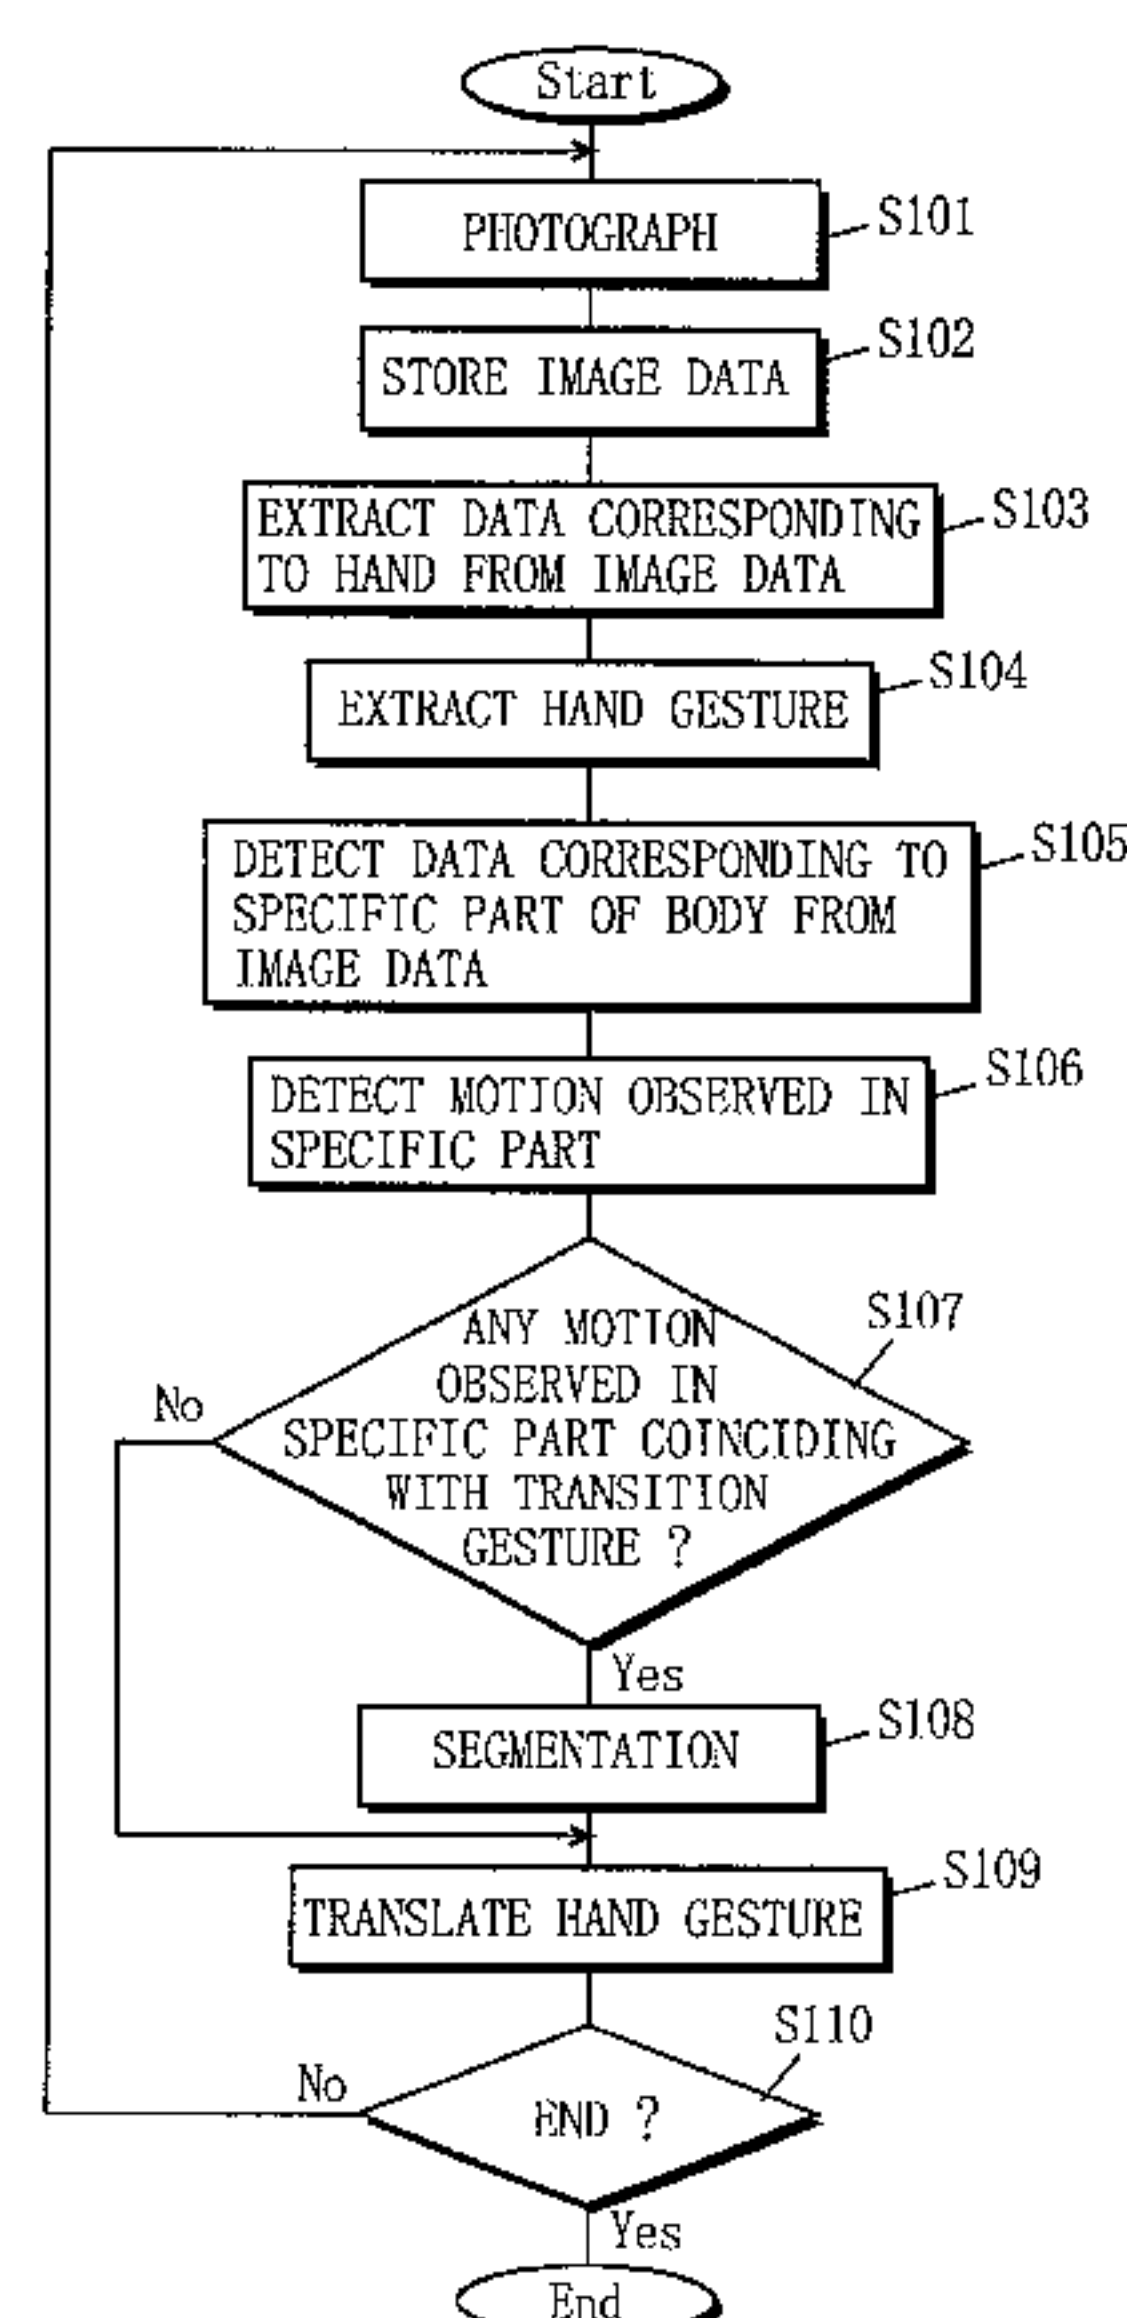 Start
PHOTOGRAPH
S101
STORE IMAGE DATA
S102
EXTRACT DATA CORRESPONDING
TO HAND FROM IMAGE DATA
S103
EXTRACT HAND GESTURE
S104
DETECT DATA CORRESPONDING TO
SPECIFIC PART OF BODY FROM
IMAGE DATA
S105
DETECT MOTION OBSERVED IN
SPECIFIC PART
S106
ANY MOTION
OBSERVED IN
SPECIFIC PART COINCIDING
WITH TRANSITION
GESTURE ?
S107
No
Yes
SEGMENTATION
S108
TRANSLATE HAND GESTURE
S109
END ?
S110
No
Yes
End